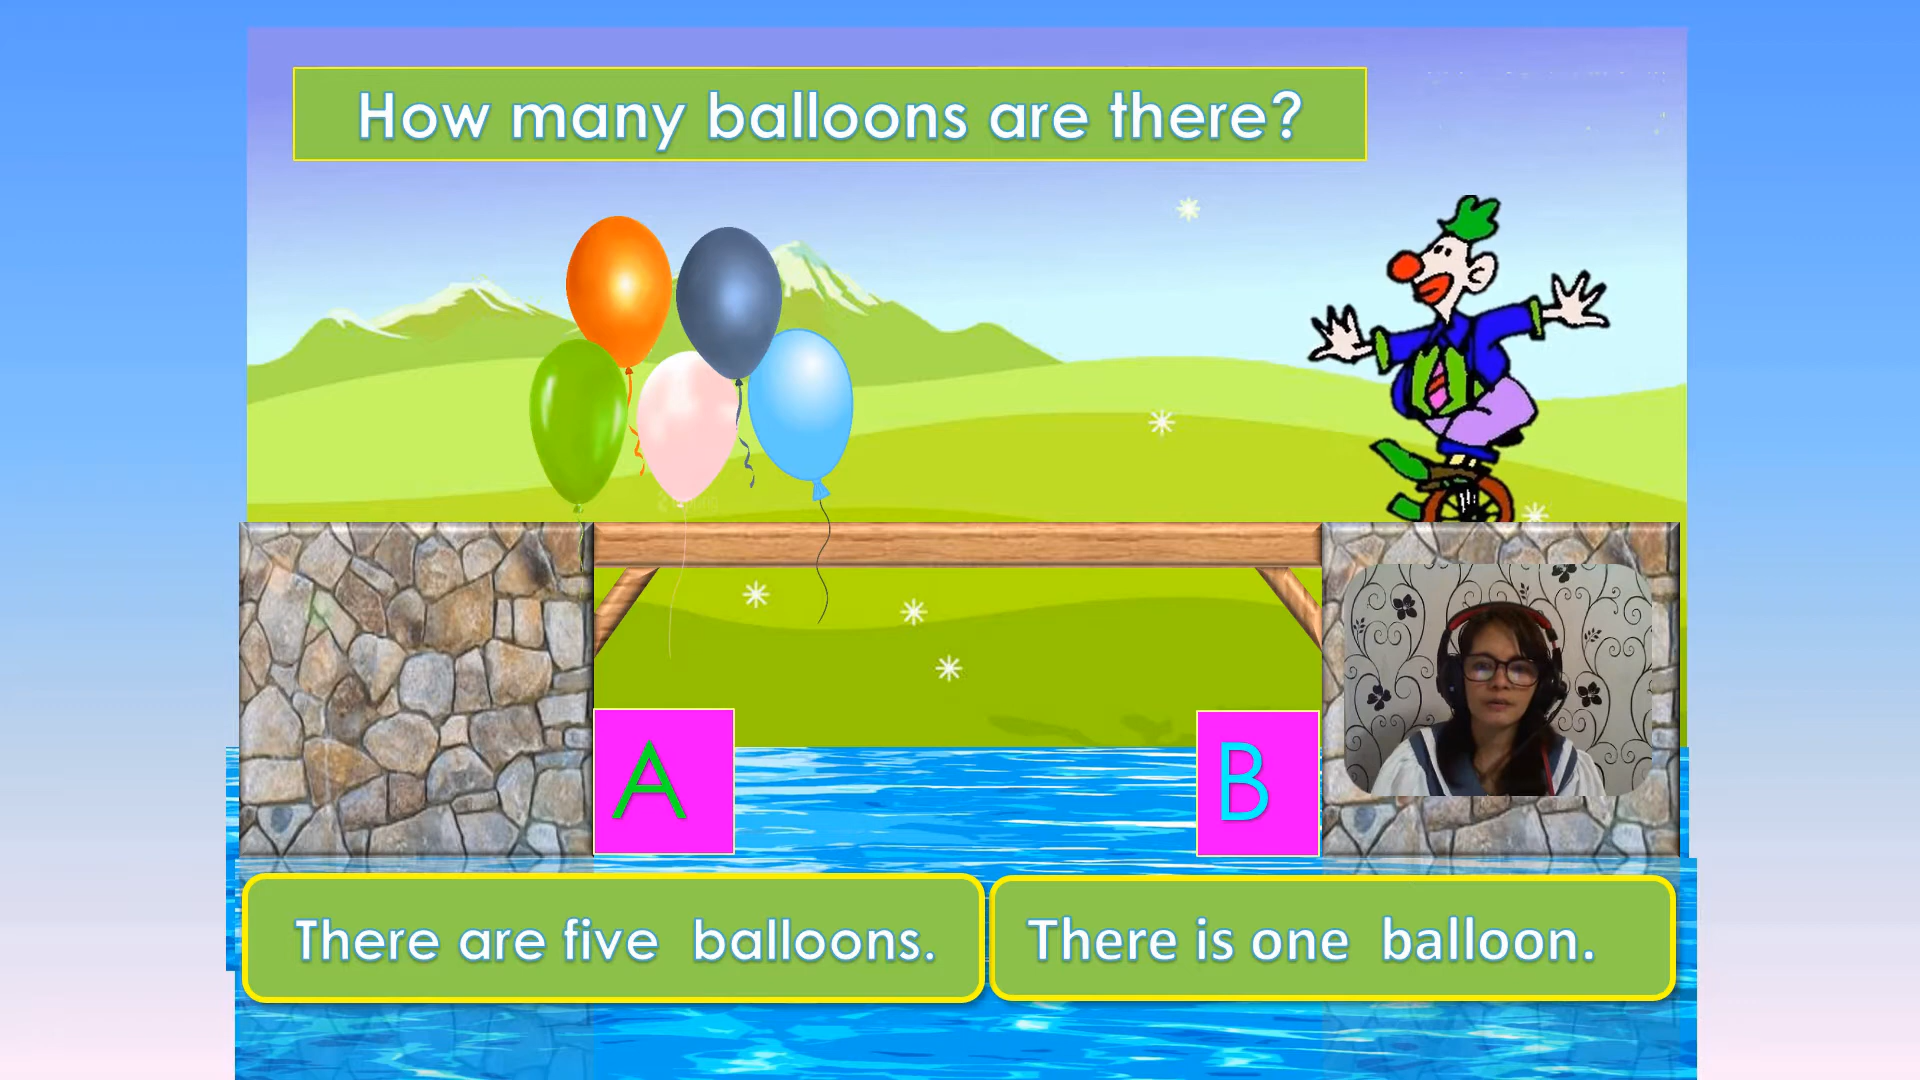 How many balloons are there?
A
B
There are five balloons.
There is one balloon.